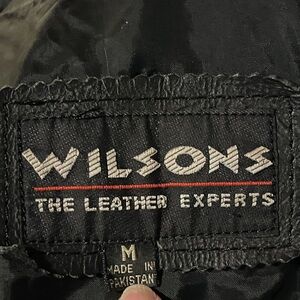 WILSONS
THE LEATHER EXPERTS
M
MADE IN
PAKISTAN